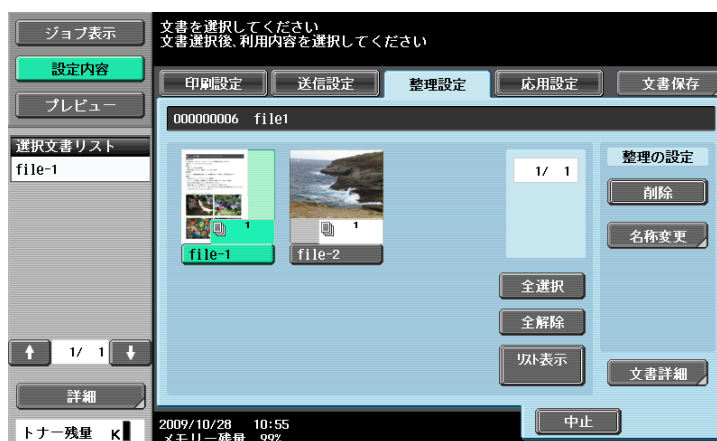 ジョブ表示
設定内容
プレビュー
選択文書リスト
file-1
1/ 1
詳細
トナー残量 K
文書を選択してください
文書選択後、利用内容を選択してください
印刷設定
送信設定
整理設定
応用設定
文書保存
000000006 file1
1
file-1
1
file-2
1/ 1
全選択
全解除
リスト表示
整理の設定
削除
名称変更
文書詳細
2009/10/28 10:55
メモリー残量 99%
中止